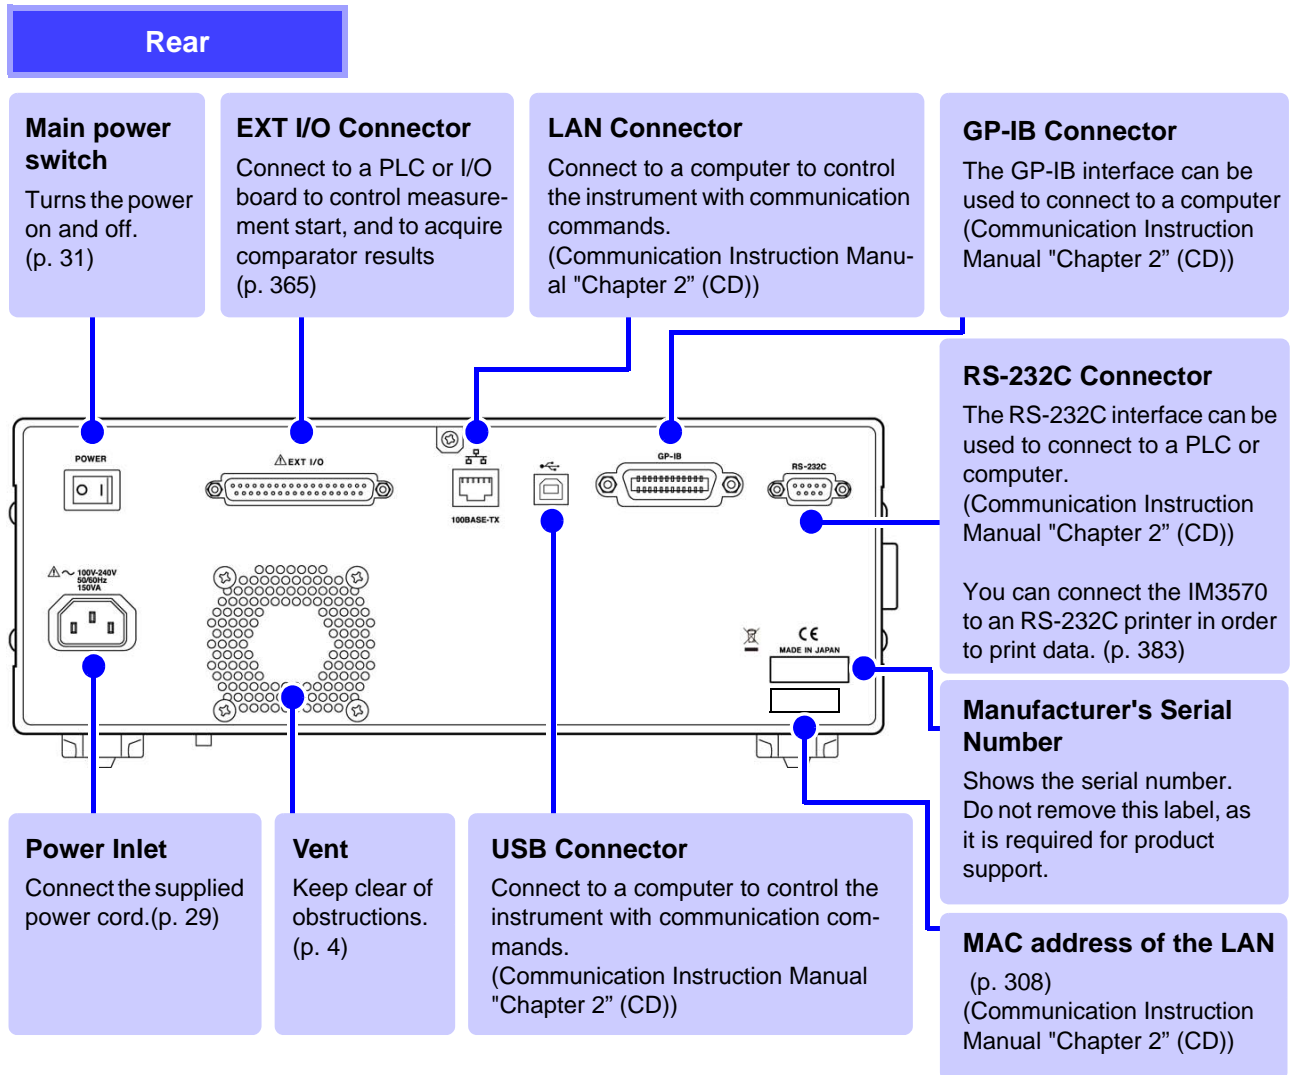 Rear
Main power
switch
Turns the power
on and off.
(p. 31)
EXT I/O Connector
Connect to a PLC or I/O
board to control measure-
ment start, and to acquire
comparator results
(p. 365)
LAN Connector
Connect to a computer to control
the instrument with communication
commands.
(Communication Instruction Manu-
al "Chapter 2” (CD))
GP-IB Connector
The GP-IB interface can be
used to connect to a computer
(Communication Instruction
Manual "Chapter 2” (CD))
RS-232C Connector
The RS-232C interface can be
used to connect to a PLC or
computer.
(Communication Instruction
Manual "Chapter 2” (CD))
You can connect the IM3570
to an RS-232C printer in order
to print data. (p. 383)
POWER
EXT I/O
100BASE-TX
GP-IB
RS-232C
100V-240V
50/60Hz
150VA
CE
MADE IN JAPAN
Manufacturer's Serial
Number
Shows the serial number.
Do not remove this label, as
it is required for product
support.
Power Inlet
Connect the supplied
power cord.(p. 29)
Vent
Keep clear of
obstructions.
(p. 4)
USB Connector
Connect to a computer to control the
instrument with communication com-
mands.
(Communication Instruction Manual
"Chapter 2” (CD))
MAC address of the LAN
(p. 308)
(Communication Instruction
Manual "Chapter 2” (CD))